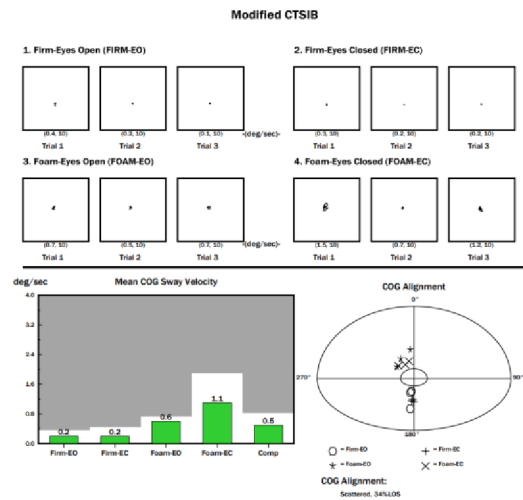 Modified CTSIB
1. Firm-Eyes Open (FIRM-EO)
2. Firm-Eyes Closed (FIRM-EC)
(0.4, 10) (0.2, 10) (0.1, 10) -(deg/sec)- (0.3, 10) (0.2, 10) (0.2, 10)
Trial 1 Trial 2 Trial 3 Trial 1 Trial 2 Trial 3
3. Foam-Eyes Open (FOAM-EO)
4. Foam-Eyes Closed (FOAM-EC)
(0.7, 10) (0.5, 10) (0.7, 10) -(deg/sec)- (1.5, 10) (0.7, 10) (1.2, 10)
Trial 1 Trial 2 Trial 3 Trial 1 Trial 2 Trial 3
deg/sec Mean COG Sway Velocity
4.0
3.2
2.4
1.6
0.8
0.0
0.2 0.2 0.6 1.1 0.5
Firm-EO Firm-EC Foam-EO Foam-EC Comp
COG Alignment
0°
270° 90°
180°
= Firm-EO = Firm-EC
= Foam-EO = Foam-EC
COG Alignment:
Scattered, 34%LOS